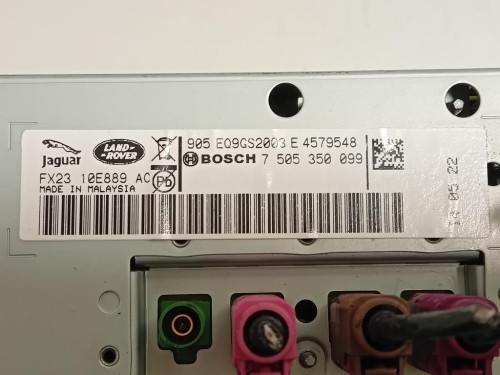 905 EQ9GS2003 E 4579548
Jaguar
LAND-ROVER
BOSCH 7 505 350 099
FX23 10E889 AC
Pb
MADE IN MALAYSIA
05 22